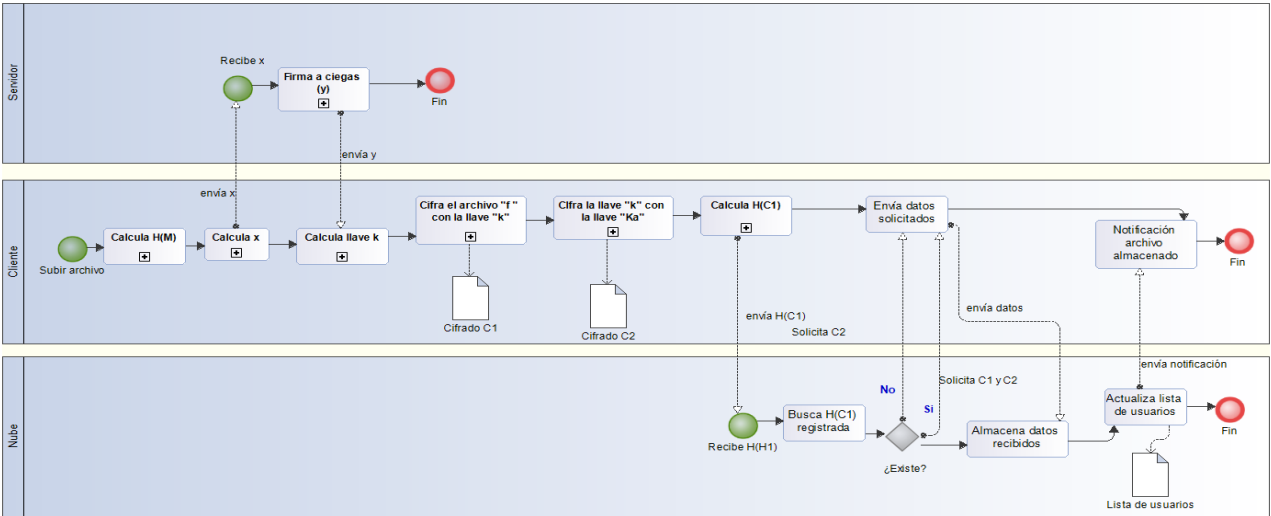 Servidor
Recibe x
Firma a ciegas
(y)
Fin
envía y
Cliente
envía x
Subir archivo
Calcula H(M)
Calcula x
Calcula llave k
Cifra el archivo "f "
con la llave "k"
CIfra la llave "k" con
la llave "Ka"
Calcula H(C1)
Envía datos
solicitados
Notificación
archivo
almacenado
Fin
Cifrado C1
Cifrado C2
envía H(C1)
Solicita C2
envía datos
Nube
envía notificación
Solicita C1 y C2
No
Si
Recibe H(H1)
Busca H(C1)
registrada
¿Existe?
Almacena datos
recibidos
Actualiza lista
de usuarios
Fin
Lista de usuarios